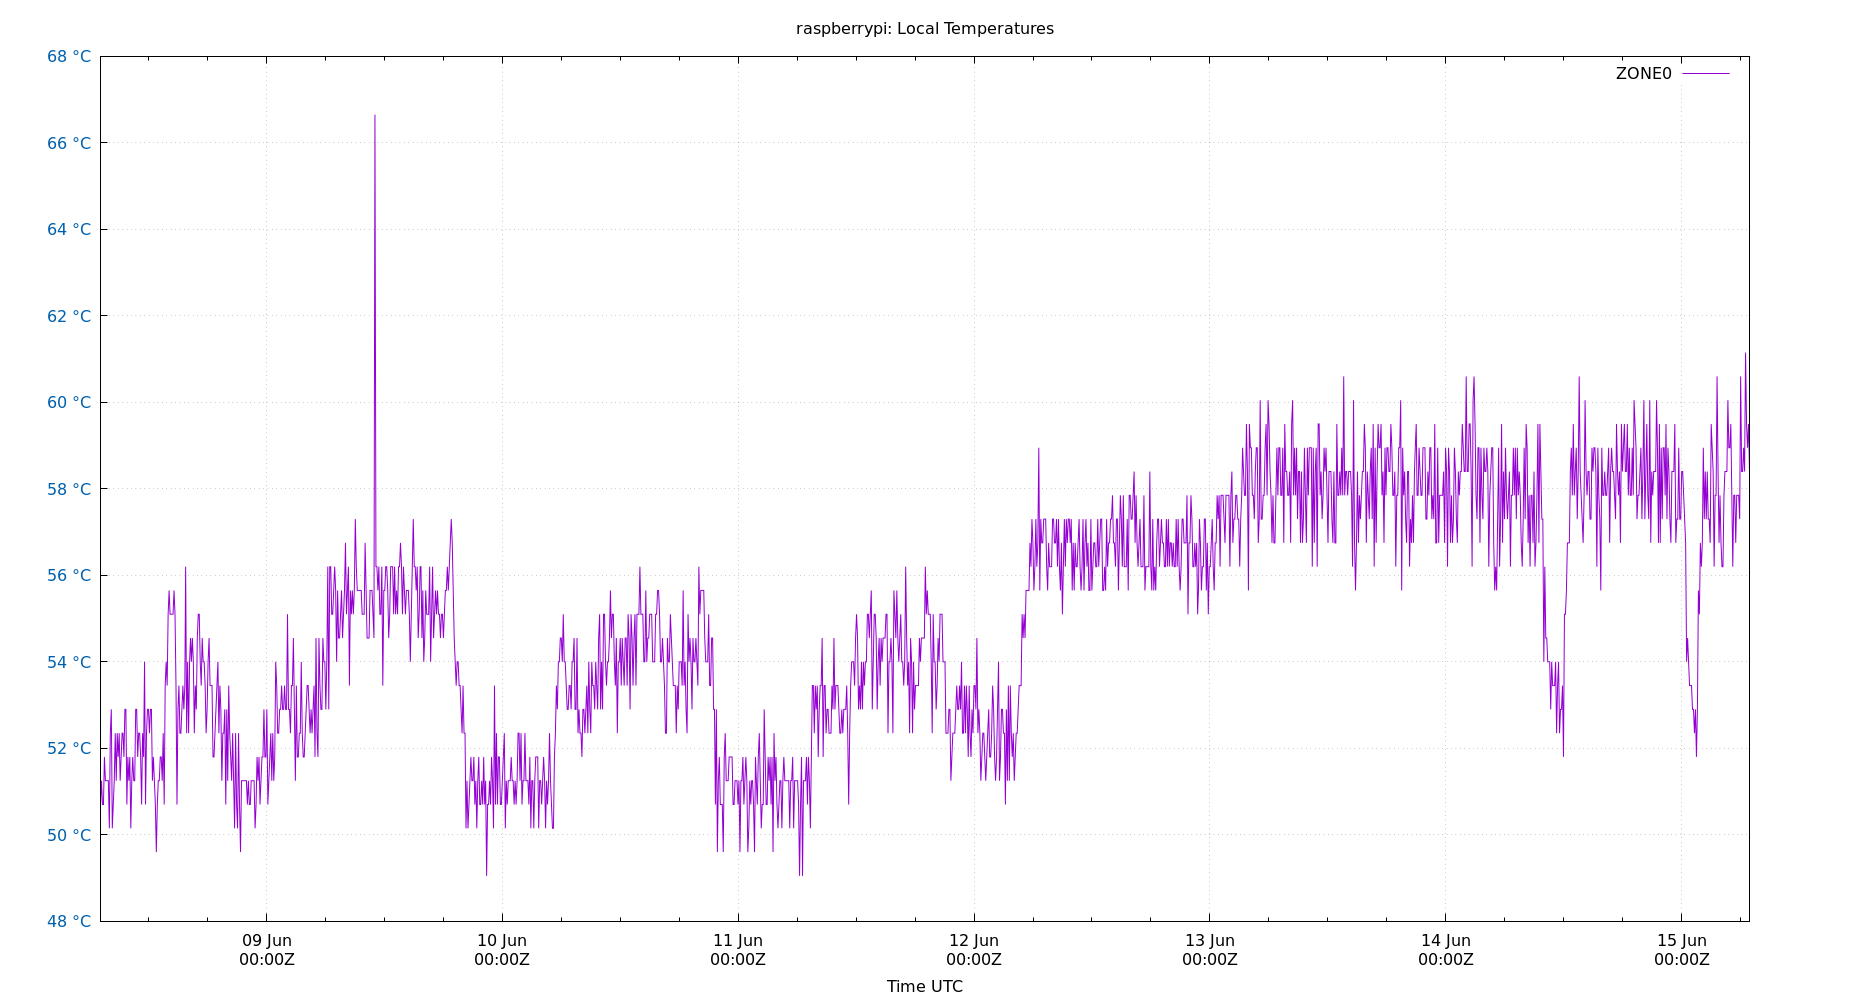 raspberrypi: Local Temperatures
68 °C
ZONE0
66 °C
64 °C
62 °C
60 °C
58 °C
56 °C
54 °C
52 °C
50 °C
48 °C
09 Jun 10 Jun 11 Jun 12 Jun 13 Jun 14 Jun 15 Jun
00:00Z 00:00Z 00:00Z 00:00Z 00:00Z 00:00Z 00:00Z
Time UTC